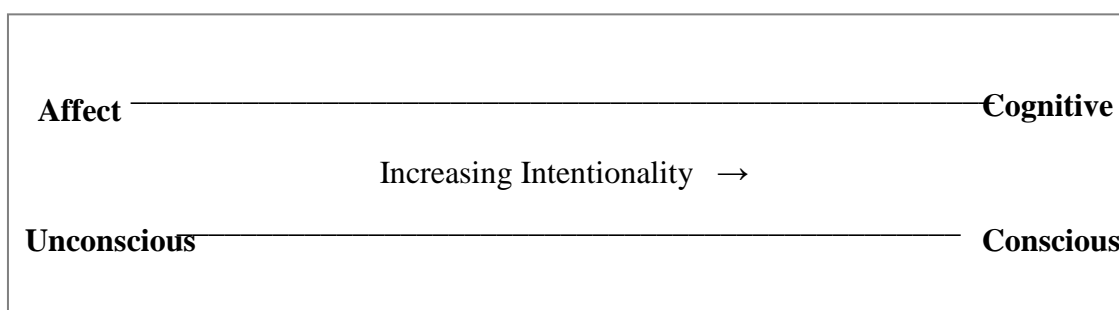 Affect Cognitive
Increasing Intentionality →
Unconscious Conscious